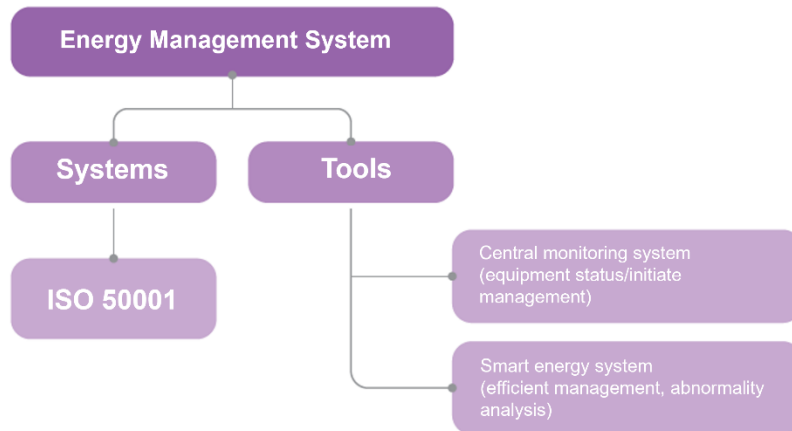 Energy Management System
Systems
Tools
ISO 50001
Central monitoring system
(equipment status/initiate
management)
Smart energy system
(efficient management, abnormality
analysis)